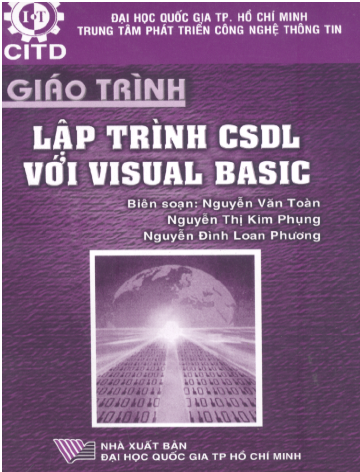 I T
CITD
ĐẠI HỌC QUỐC GIA TP. HỒ CHÍ MINH
TRUNG TÂM PHÁT TRIỂN CÔNG NGHỆ THÔNG TIN
GIÁO TRÌNH
LẬP TRÌNH CSDL
VỚI VISUAL BASIC
Biên soạn: Nguyễn Văn Toàn
Nguyễn Thị Kim Phụng
Nguyễn Đình Loan Phương
NHÀ XUẤT BẢN
ĐẠI HỌC QUỐC GIA TP HỒ CHÍ MINH